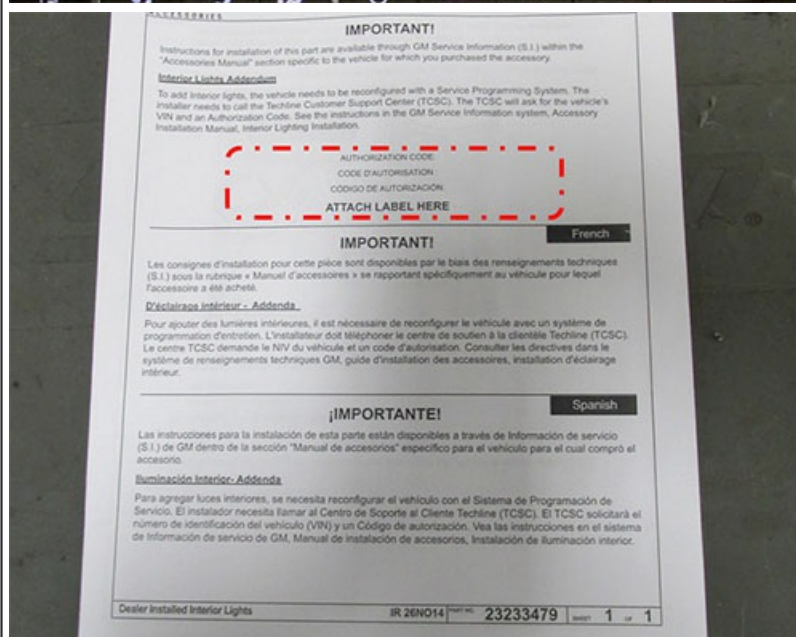 ACCESSORIES
IMPORTANT!
Instructions for installation of this part are available through GM Service Information (S.I.) within the
"Accessories Manual" section specific to the vehicle for which you purchased the accessory.
Interior Lights Addendum
To add Interior lights, the vehicle needs to be reconfigured with a Service Programming System. The
installer needs to call the Techline Customer Support Center (TCSC). The TCSC will ask for the vehicle's
VIN and an Authorization Code. See the instructions in the GM Service Information system, Accessory
Installation Manual, Interior Lighting Installation.
AUTHORIZATION CODE:
CODE D'AUTORISATION
CÓDIGO DE AUTORIZACIÓN:
ATTACH LABEL HERE
French
IMPORTANT!
Les consignes d'installation pour cette pièce sont disponibles par le biais des renseignements techniques
(S.I.) sous la rubrique « Manuel d'accessoires » se rapportant spécifiquement au véhicule pour lequel
l'accessoire a été acheté.
D'éclairage intérieur - Addenda
Pour ajouter des lumières intérieures, il est nécessaire de reconfigurer le véhicule avec un système de
programmation d'entretien. L'installateur doit téléphoner le centre de soutien à la clientèle Techline (TCSC).
Le centre TCSC demande le NIV du véhicule et un code d'autorisation. Consulter les directives dans le
système de renseignements techniques GM, guide d'installation des accessoires, installation d'éclairage
intérieur.
Spanish
¡IMPORTANTE!
Las instrucciones para la instalación de esta parte están disponibles a través de Información de servicio
(S.I.) de GM dentro de la sección "Manual de accesorios" específico para el vehículo para el cual compró el
accesorio.
Iluminación Interior- Addenda
Para agregar luces interiores, se necesita reconfigurar el vehículo con el Sistema de Programación de
Servicio. El instalador necesita llamar al Centro de Soporte al Cliente Techline (TCSC). El TCSC solicitará el
número de identificación del vehículo (VIN) y un Código de autorización. Vea las instrucciones en el sistema
de Información de servicio de GM, Manual de instalación de accesorios, Instalación de iluminación interior.
Dealer Installed Interior Lights IR 26NO14 PART NO. 23233479 SHEET 1 OF 1